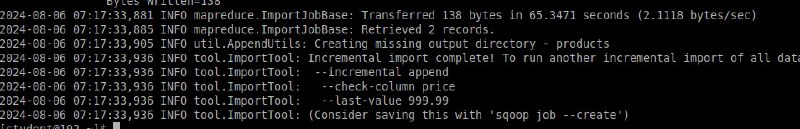 Bytes Written=138
2024-08-06 07:17:33,881 INFO mapreduce.ImportJobBase: Transferred 138 bytes in 65.3471 seconds (2.1118 bytes/sec)
2024-08-06 07:17:33,885 INFO mapreduce.ImportJobBase: Retrieved 2 records.
2024-08-06 07:17:33,905 INFO util.AppendUtils: Creating missing output directory - products
2024-08-06 07:17:33,936 INFO tool.ImportTool: Incremental import complete! To run another incremental import of all data
2024-08-06 07:17:33,936 INFO tool.ImportTool:  --incremental append
2024-08-06 07:17:33,936 INFO tool.ImportTool:   --check-column price
2024-08-06 07:17:33,936 INFO tool.ImportTool:   --last-value 999.99
2024-08-06 07:17:33,936 INFO tool.ImportTool: (Consider saving this with 'sqoop job --create')
[student@192 ~]$